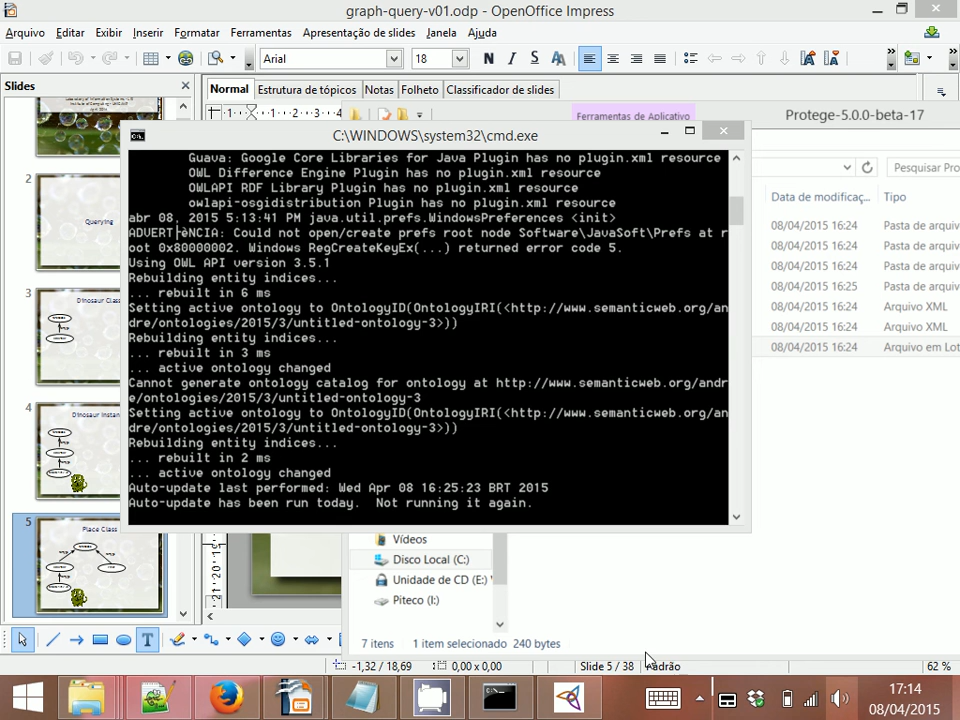 graph-query-v01.odp - OpenOffice Impress
Arquivo Editar Exibir Inserir Formatar Ferramentas Apresentação de slides Janela Ajuda
Arial 18 N I S A
Slides
Normal Estrutura de tópicos Notas Folheto Classificador de slides
Ferramentas de Aplicativo
Protege-5.0.0-beta-17
C:\WINDOWS\system32\cmd.exe
Guava: Google Core Libraries for Java Plugin has no plugin.xml resource
OWL Difference Engine Plugin has no plugin.xml resource
OWLAPI RDF Library Plugin has no plugin.xml resource
owlapi-osgidistribution Plugin has no plugin.xml resource
abr 08, 2015 5:13:41 PM java.util.prefs.WindowsPreferences <init>
ADVERT├èNCIA: Could not open/create prefs root node Software\JavaSoft\Prefs at r
oot 0x80000002. Windows RegCreateKeyEx(...) returned error code 5.
Using OWL API version 3.5.1
Rebuilding entity indices...
... rebuilt in 6 ms
Setting active ontology to OntologyID(OntologyIRI(<http://www.semanticweb.org/an
dre/ontologies/2015/3/untitled-ontology-3>))
Rebuilding entity indices...
... rebuilt in 3 ms
... active ontology changed
Cannot generate ontology catalog for ontology at http://www.semanticweb.org/andr
e/ontologies/2015/3/untitled-ontology-3
Setting active ontology to OntologyID(OntologyIRI(<http://www.semanticweb.org/an
dre/ontologies/2015/3/untitled-ontology-3>))
Rebuilding entity indices...
... rebuilt in 2 ms
... active ontology changed
Auto-update last performed: Wed Apr 08 16:25:23 BRT 2015
Auto-update has been run today.  Not running it again.
Pesquisar Pro
Data de modificaç... Tipo
08/04/2015 16:24 Pasta de arquiv
08/04/2015 16:24 Pasta de arquiv
08/04/2015 16:24 Pasta de arquiv
08/04/2015 16:25 Pasta de arquiv
08/04/2015 16:24 Arquivo XML
08/04/2015 16:24 Arquivo XML
08/04/2015 16:24 Arquivo em Lot
2
Querying
3
Dinosaur Clas
4
Dinosaur Instan
5
Place Class
Vídeos
Disco Local (C:)
Unidade de CD (E:)
Piteco (I:)
7 itens 1 item selecionado 240 bytes
-1,32 / 18,69 0,00 x 0,00 Slide 5 / 38 Padrão 62 %
17:14
08/04/2015